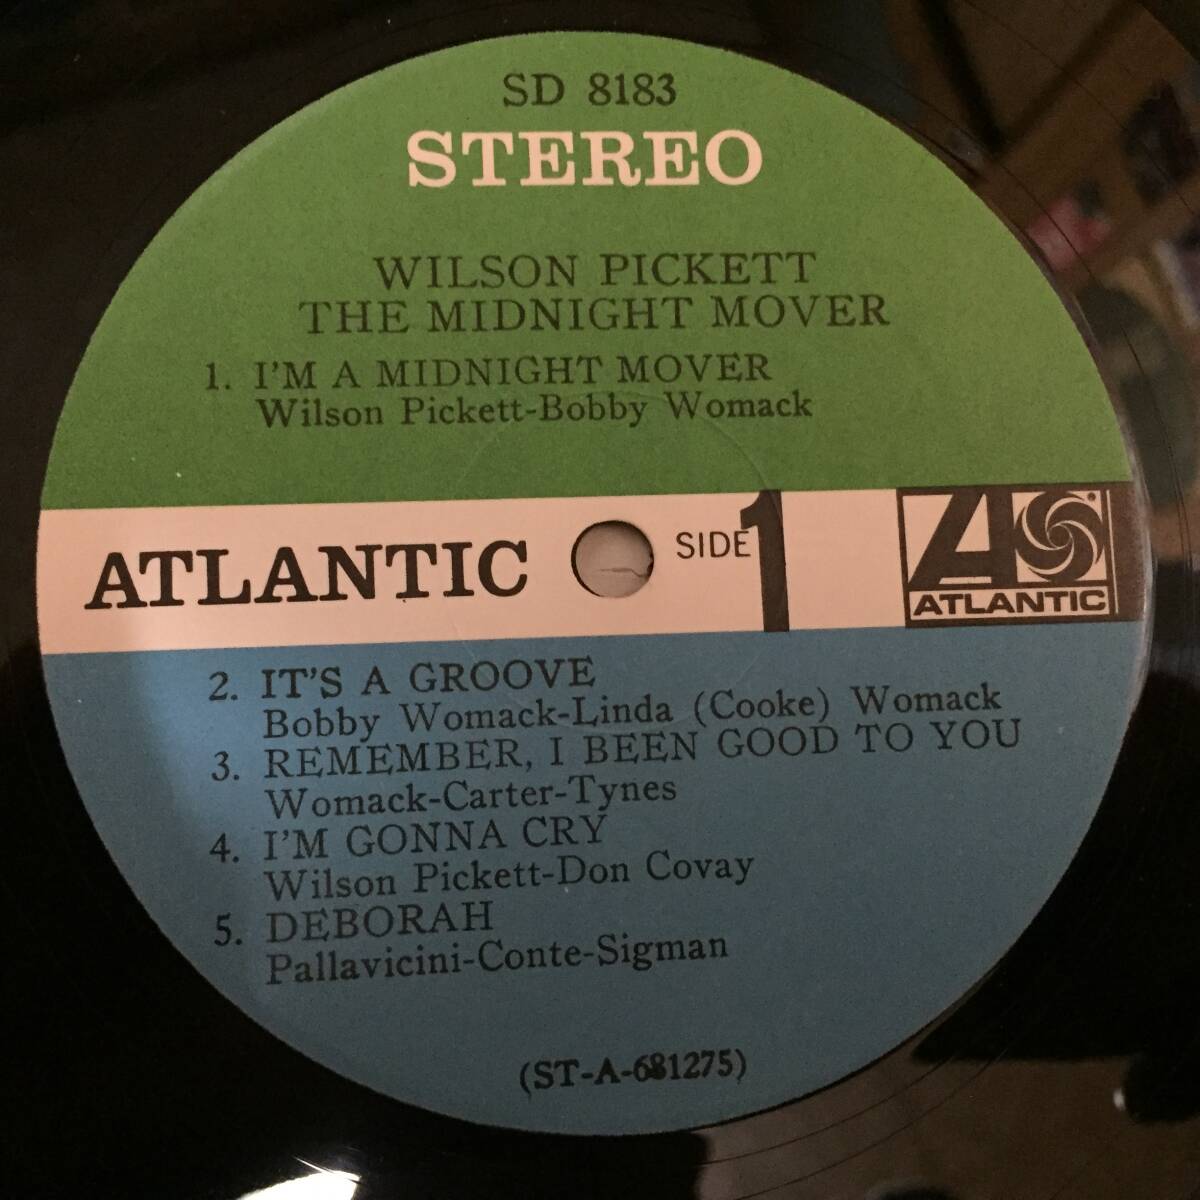 SD 8183
STEREO
WILSON PICKETT
THE MIDNIGHT MOVER
1. I'M A MIDNIGHT MOVER
Wilson Pickett-Bobby Womack
ATLANTIC
SIDE 1
ATLANTIC
2. IT'S A GROOVE
Bobby Womack-Linda (Cooke) Womack
3. REMEMBER, I BEEN GOOD TO YOU
Womack-Carter-Tynes
4. I'M GONNA CRY
Wilson Pickett-Don Covay
5. DEBORAH
Pallavicini-Conte-Sigman
(ST-A-681275)